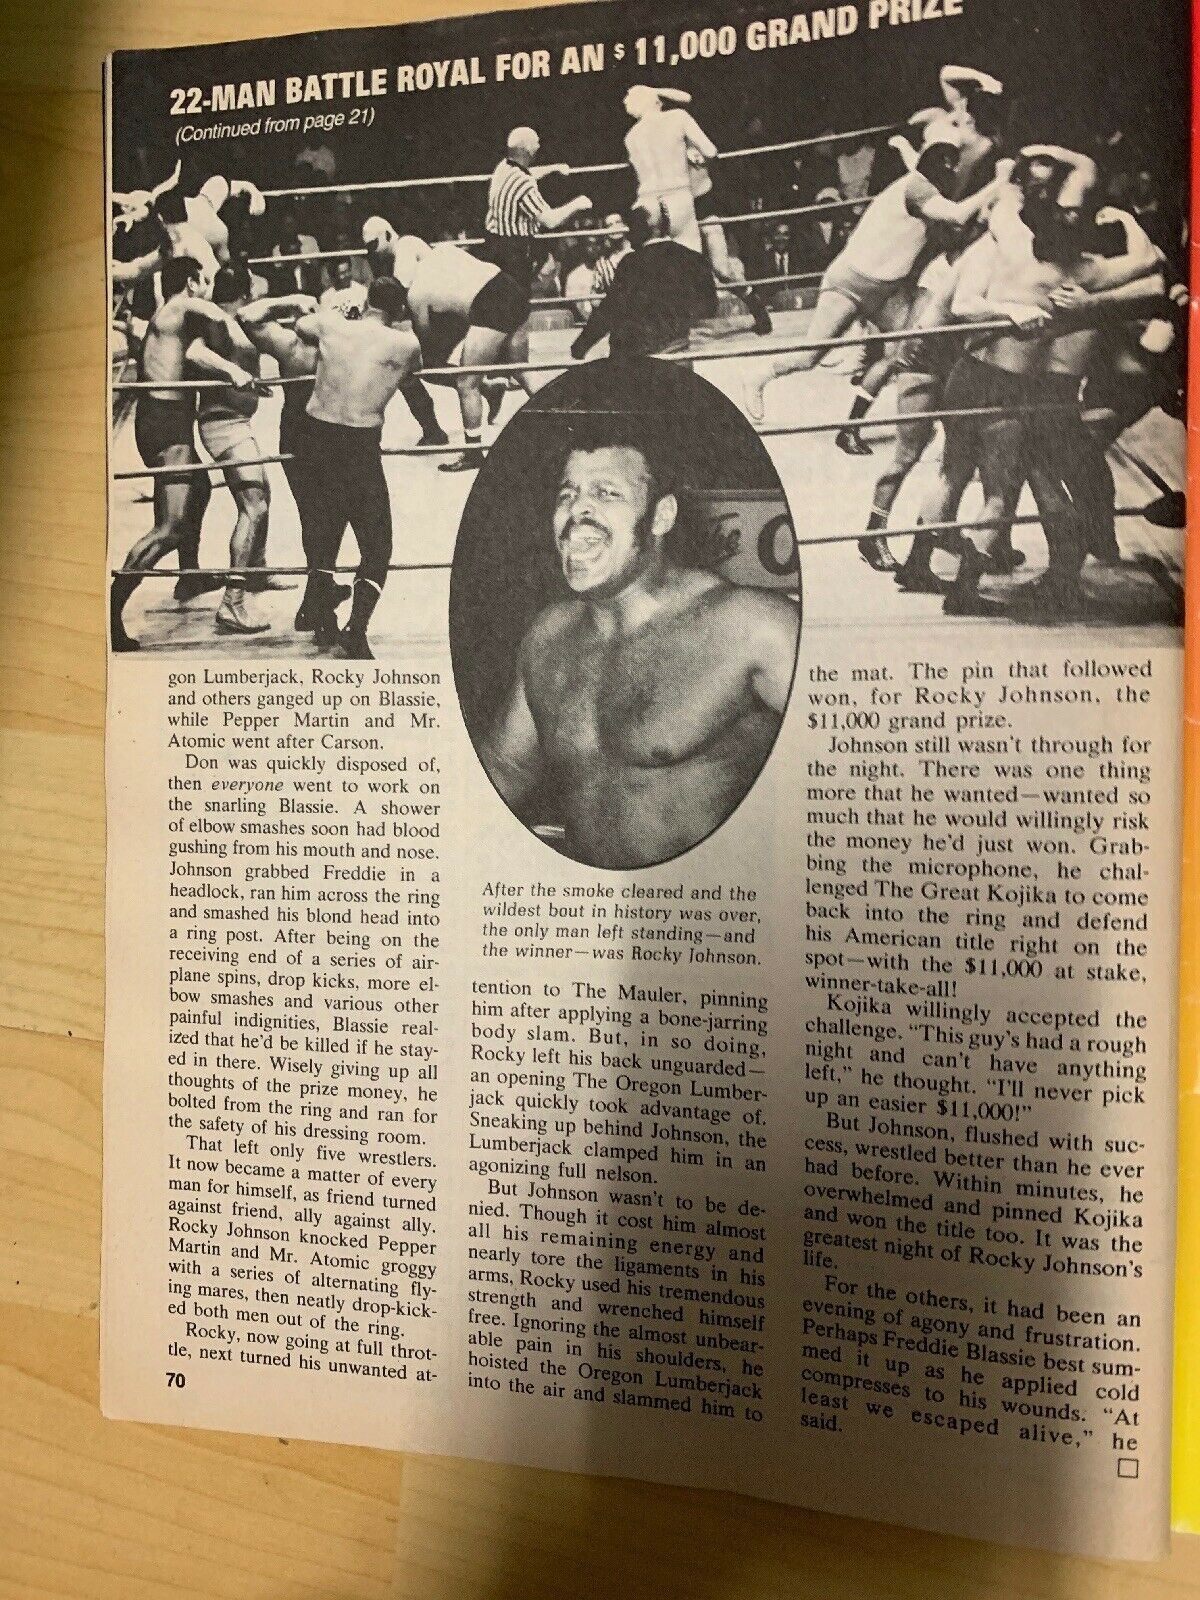 22-MAN BATTLE ROYAL FOR AN $11,000 GRAND PRIZE
(Continued from page 21)
gon Lumberjack, Rocky Johnson
and others ganged up on Blassie,
while Pepper Martin and Mr.
Atomic went after Carson.
Don was quickly disposed of,
then everyone went to work on
the snarling Blassie. A shower
of elbow smashes soon had blood
gushing from his mouth and nose.
Johnson grabbed Freddie in a
headlock, ran him across the ring
and smashed his blond head into
a ring post. After being on the
receiving end of a series of air-
plane spins, drop kicks, more el-
bow smashes and various other
painful indignities, Blassie real-
ized that he'd be killed if he stay-
ed in there. Wisely giving up all
thoughts of the prize money, he
bolted from the ring and ran for
the safety of his dressing room.
That left only five wrestlers.
It now became a matter of every
man for himself, as friend turned
against friend, ally against ally.
Rocky Johnson knocked Pepper
Martin and Mr. Atomic groggy
with a series of alternating fly-
ing mares, then neatly drop-kick-
ed both men out of the ring.
Rocky, now going at full throt-
tle, next turned his unwanted at-
70
After the smoke cleared and the
wildest bout in history was over,
the only man left standing—and
the winner—was Rocky Johnson.
tention to The Mauler, pinning
him after applying a bone-jarring
body slam. But, in so doing,
Rocky left his back unguarded—
an opening The Oregon Lumber-
jack quickly took advantage of.
Sneaking up behind Johnson, the
Lumberjack clamped him in an
agonizing full nelson.
But Johnson wasn't to be de-
nied. Though it cost him almost
all his remaining energy and
nearly tore the ligaments in his
arms, Rocky used his tremendous
strength and wrenched himself
free. Ignoring the almost unbear-
able pain in his shoulders, he
hoisted the Oregon Lumberjack
into the air and slammed him to
the mat. The pin that followed
won, for Rocky Johnson, the
$11,000 grand prize.
Johnson still wasn't through for
the night. There was one thing
more that he wanted—wanted so
much that he would willingly risk
the money he'd just won. Grab-
bing the microphone, he chal-
lenged The Great Kojika to come
back into the ring and defend
his American title right on the
spot—with the $11,000 at stake,
winner-take-all!
Kojika willingly accepted the
challenge. "This guy's had a rough
night and can't have anything
left," he thought. "I'll never pick
up an easier $11,000!"
But Johnson, flushed with suc-
cess, wrestled better than he ever
had before. Within minutes, he
overwhelmed and pinned Kojika
and won the title too. It was the
greatest night of Rocky Johnson's
life.
For the others, it had been an
evening of agony and frustration.
Perhaps Freddie Blassie best sum-
med it up as he applied cold
compresses to his wounds. "At
least we escaped alive," he
said.